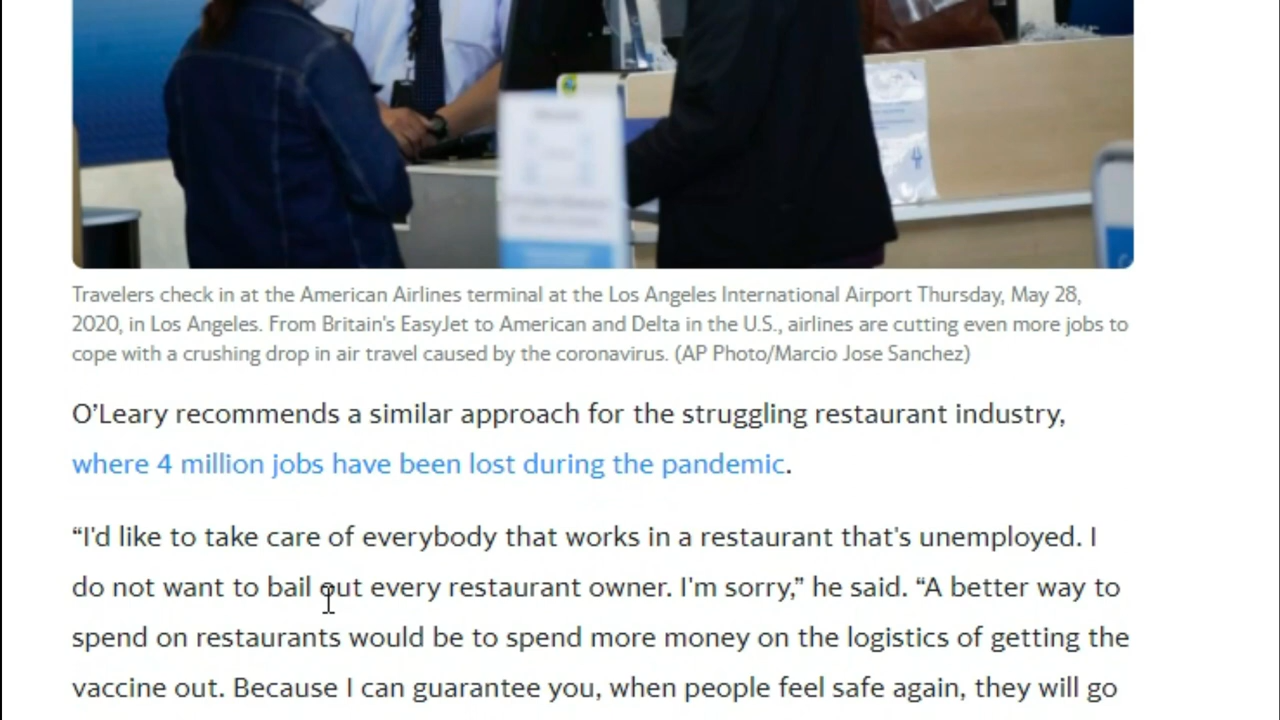 Travelers check in at the American Airlines terminal at the Los Angeles International Airport Thursday, May 28,
2020, in Los Angeles. From Britain's EasyJet to American and Delta in the U.S., airlines are cutting even more jobs to
cope with a crushing drop in air travel caused by the coronavirus. (AP Photo/Marcio Jose Sanchez)
O’Leary recommends a similar approach for the struggling restaurant industry,
where 4 million jobs have been lost during the pandemic.
“I'd like to take care of everybody that works in a restaurant that's unemployed. I
do not want to bail out every restaurant owner. I'm sorry,” he said. “A better way to
spend on restaurants would be to spend more money on the logistics of getting the
vaccine out. Because I can guarantee you, when people feel safe again, they will go